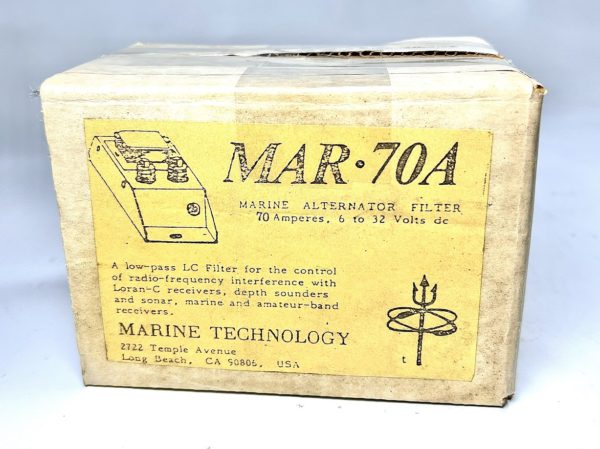 MAR·70A
MARINE ALTERNATOR FILTER
70 Amperes, 6 to 32 Volts dc
A low-pass LC Filter for the control
of radio-frequency interference with
Loran-C receivers, depth sounders
and sonar, marine and amateur-band
receivers.
MARINE TECHNOLOGY
2722 Temple Avenue
Long Beach, CA 90806, USA
t